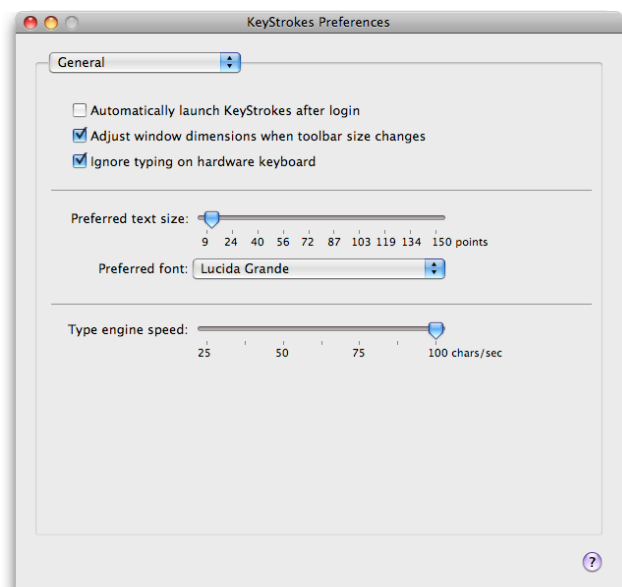 KeyStrokes Preferences
General
Automatically launch KeyStrokes after login
Adjust window dimensions when toolbar size changes
Ignore typing on hardware keyboard
Preferred text size:
9 24 40 56 72 87 103 119 134 150 points
Preferred font: Lucida Grande
Type engine speed:
25 50 75 100 chars/sec
?